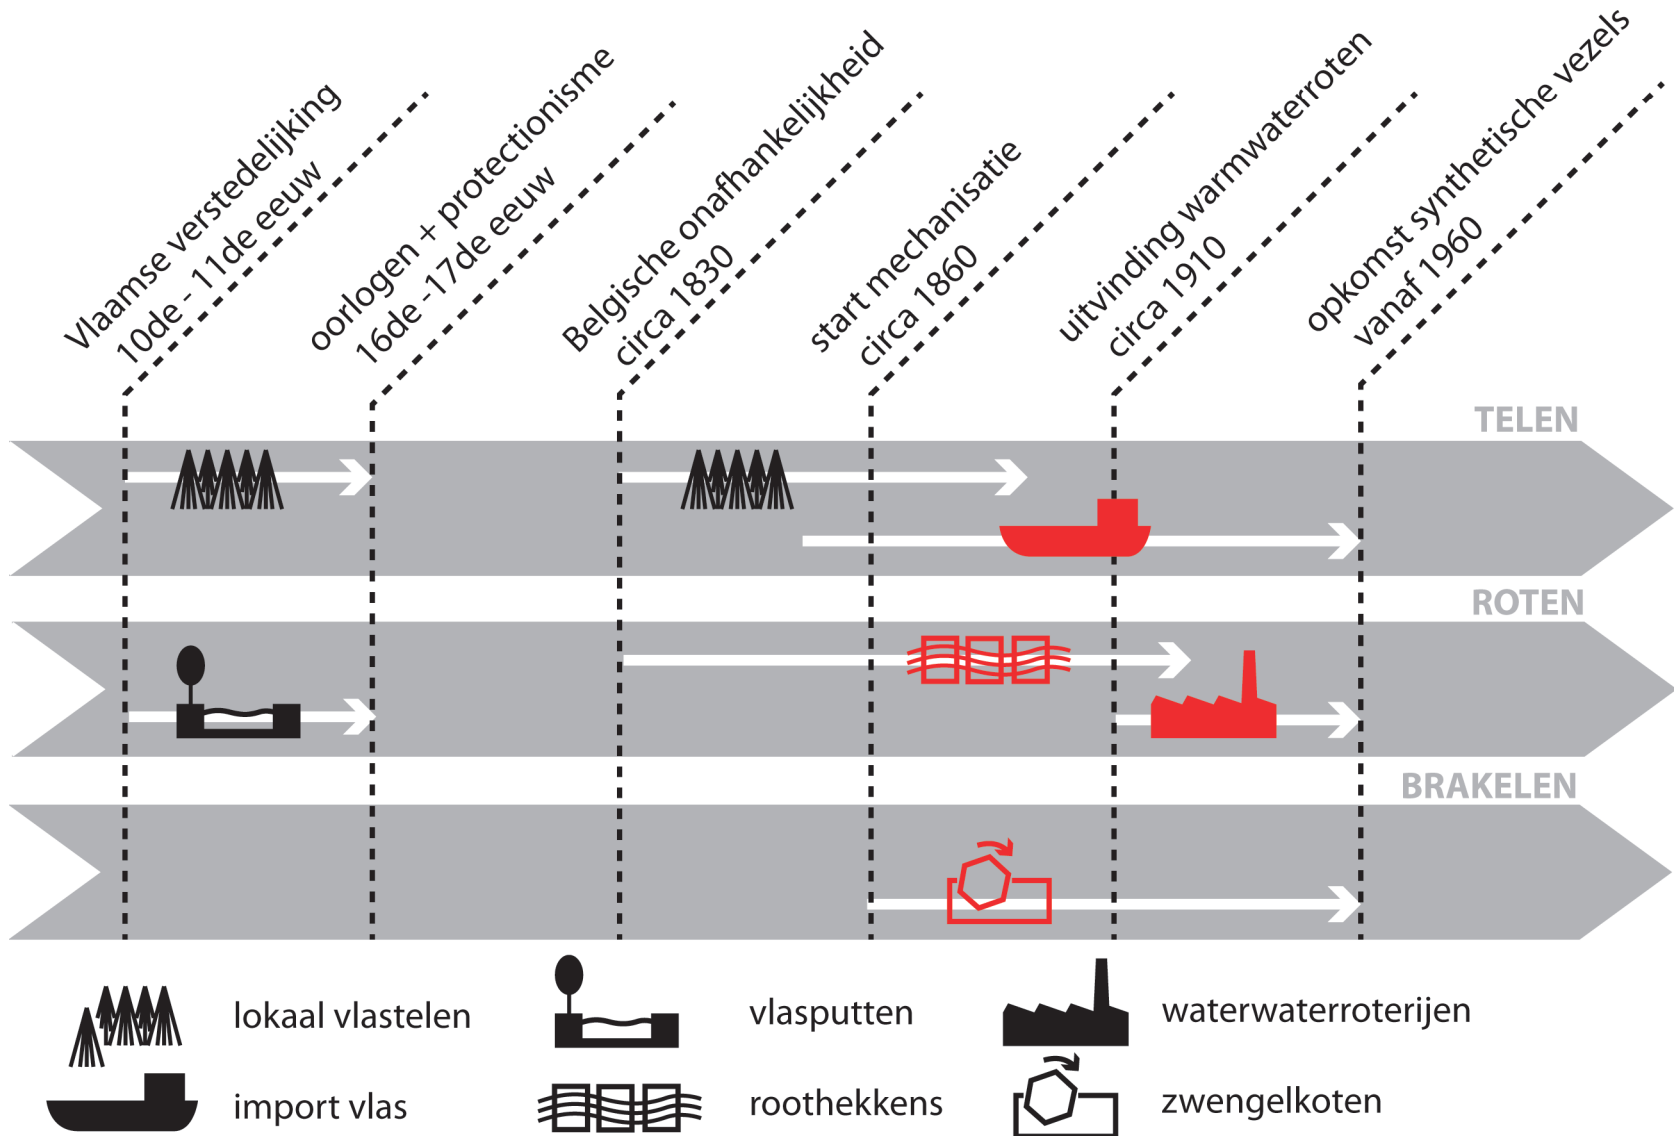 Vlaamse verstedelijking
10de - 11de eeuw
oorlogen + protectionisme
16de -17de eeuw
Belgische onafhankelijkheid
circa 1830
start mechanisatie
circa 1860
uitvinding warmwaterroten
circa 1910
opkomst synthetische vezels
vanaf 1960
TELEN
ROTEN
BRAKELEN
lokaal vlastelen
vlasputten
waterwaterroterijen
import vlas
roothekkens
zwengelkoten